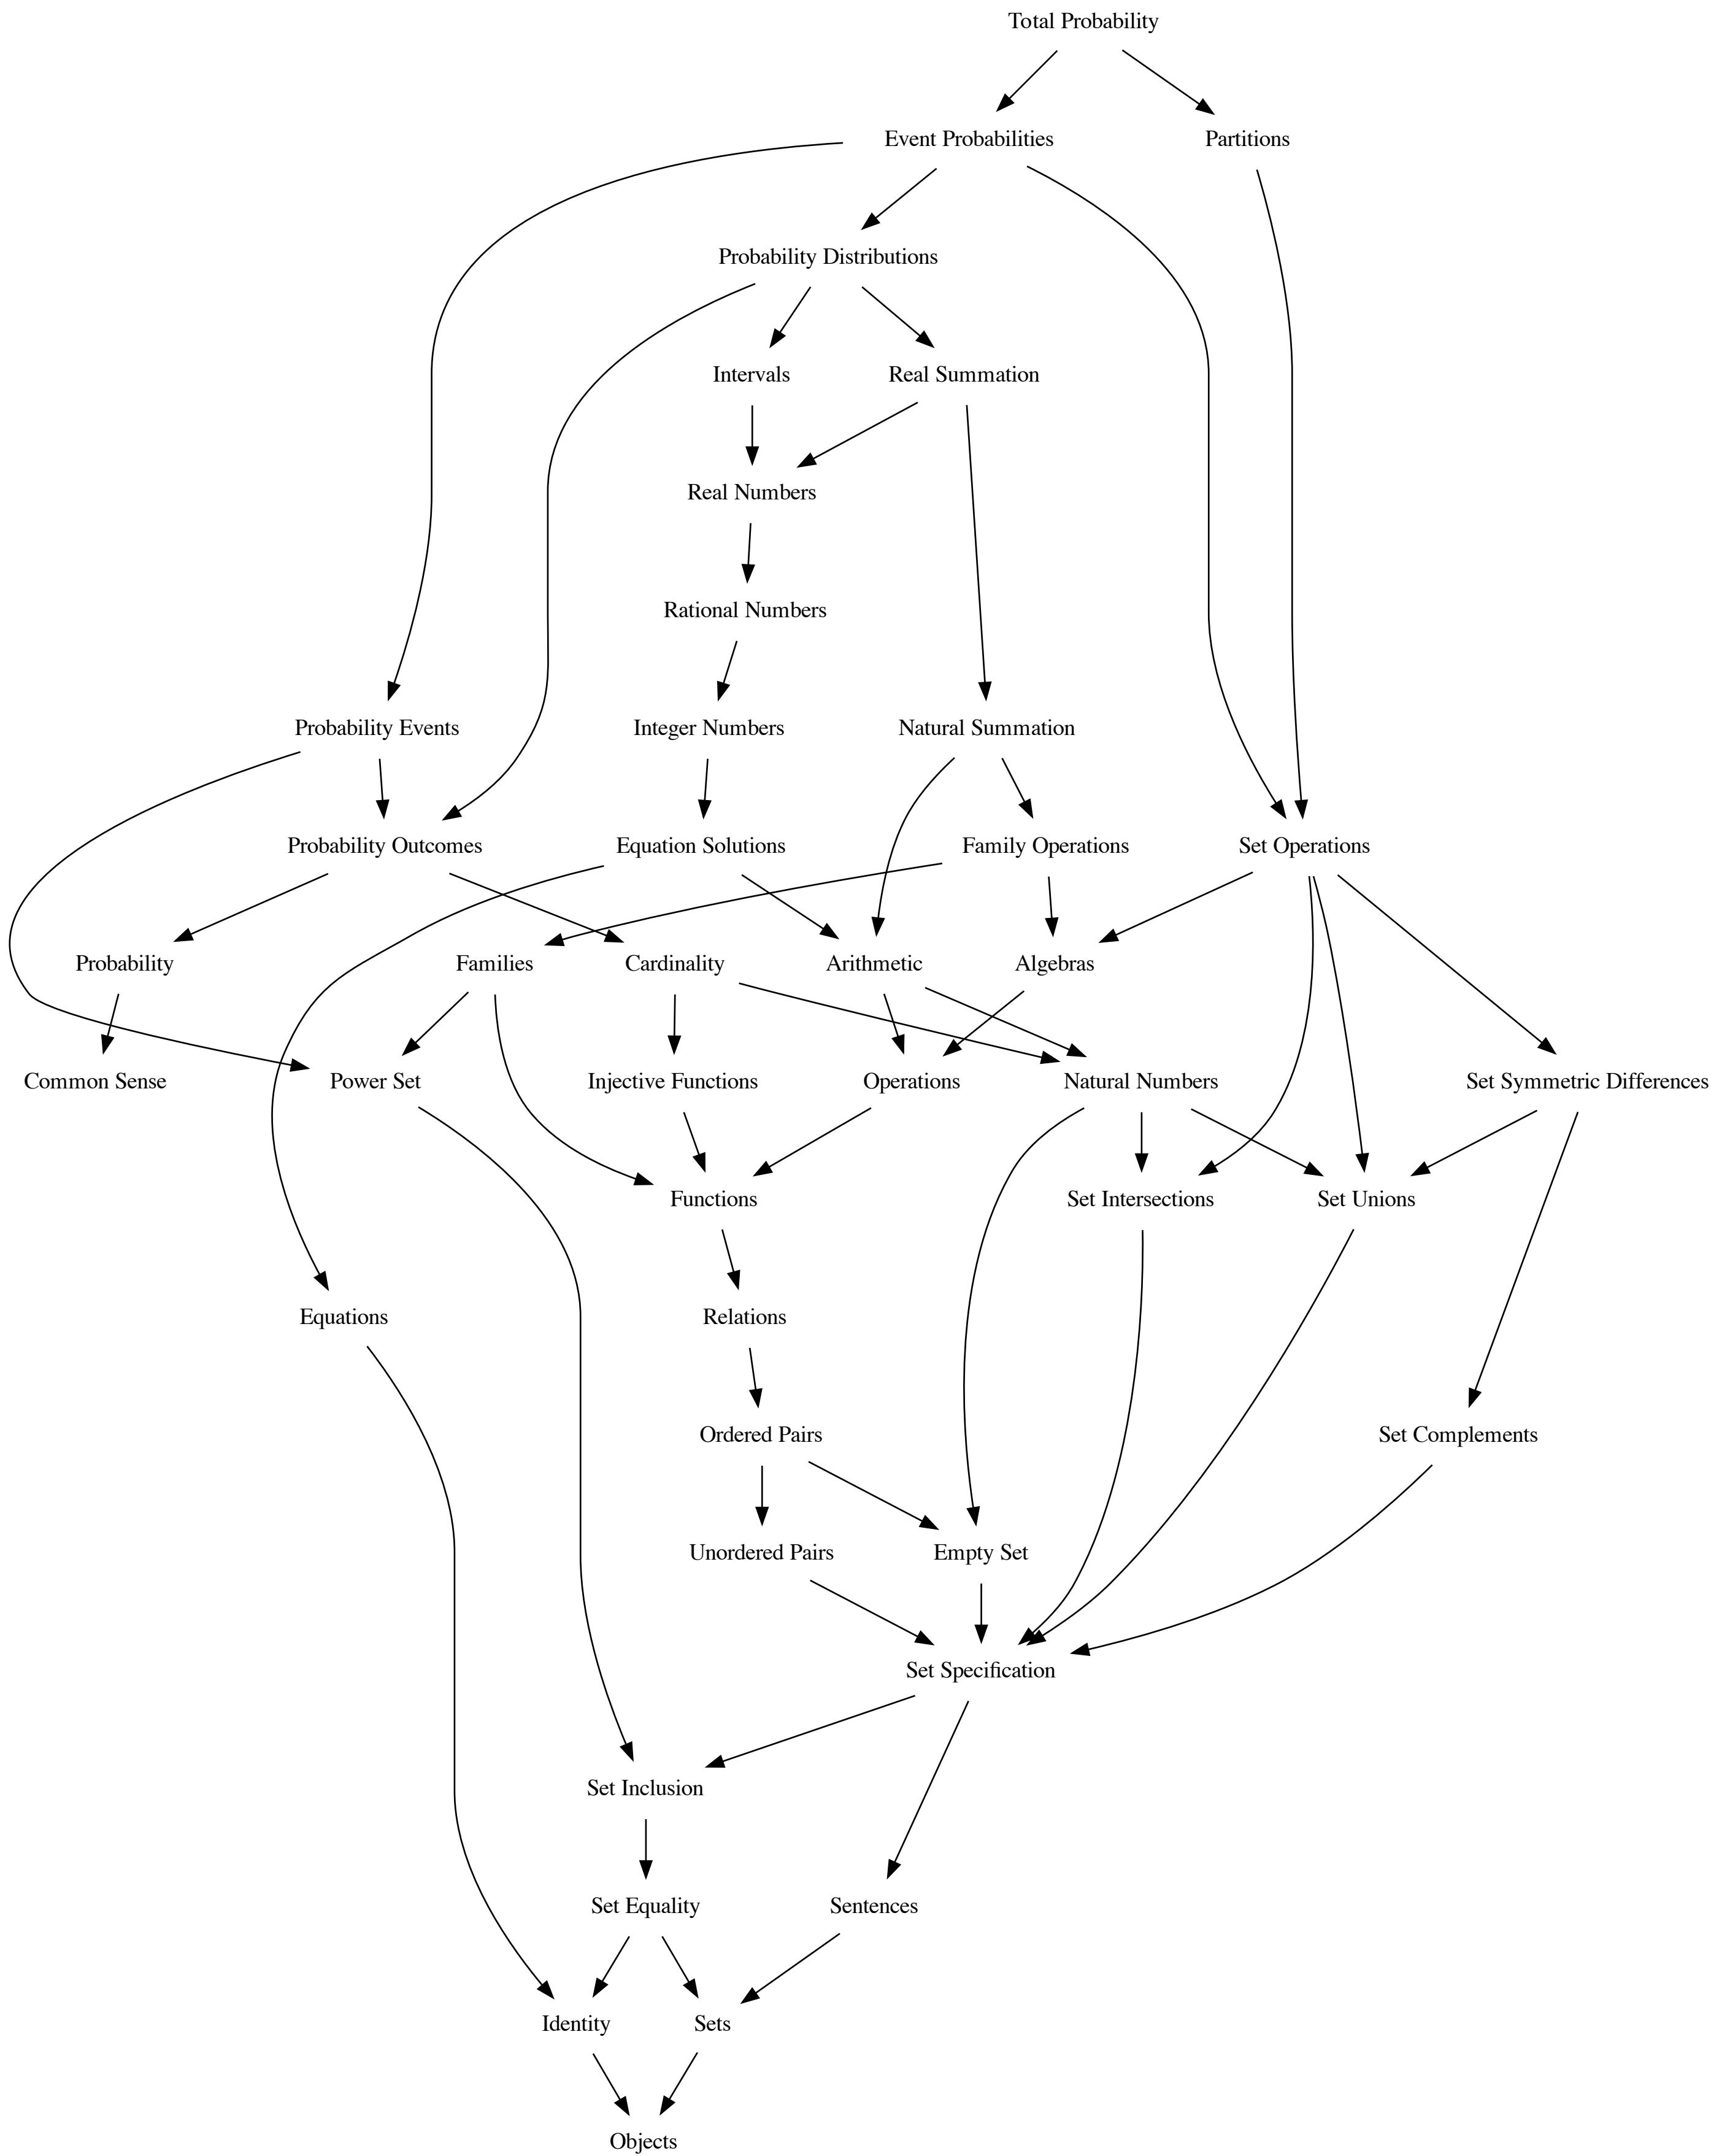 Total Probability
Event Probabilities
Partitions
Probability Distributions
Intervals
Real Summation
Real Numbers
Rational Numbers
Probability Events
Integer Numbers
Natural Summation
Probability Outcomes
Equation Solutions
Family Operations
Set Operations
Probability
Families
Cardinality
Arithmetic
Algebras
Common Sense
Power Set
Injective Functions
Operations
Natural Numbers
Set Symmetric Differences
Functions
Set Intersections
Set Unions
Equations
Relations
Ordered Pairs
Set Complements
Unordered Pairs
Empty Set
Set Specification
Set Inclusion
Set Equality
Sentences
Identity
Sets
Objects